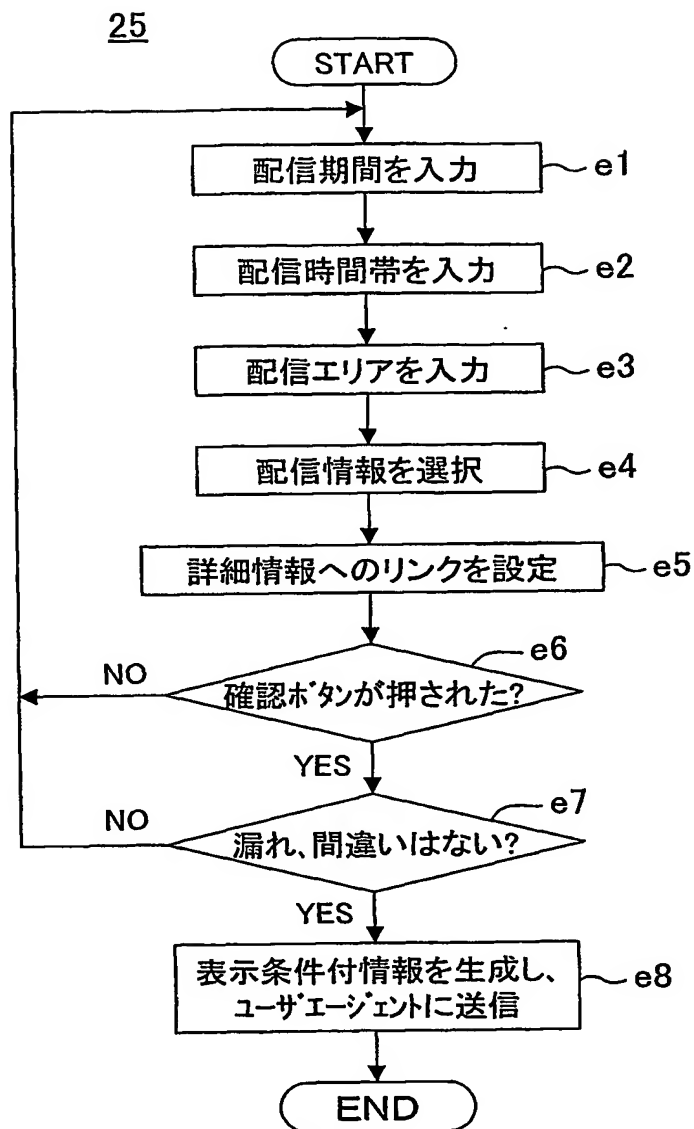 25
START
配信期間を入力
e1
配信時間帯を入力
e2
配信エリアを入力
e3
配信情報を選択
e4
詳細情報へのリンクを設定
e5
e6
NO
確認ボタンが押された?
YES
e7
NO
漏れ、間違いはない?
YES
表示条件付情報を生成し、
ユーザエージェントに送信
e8
END